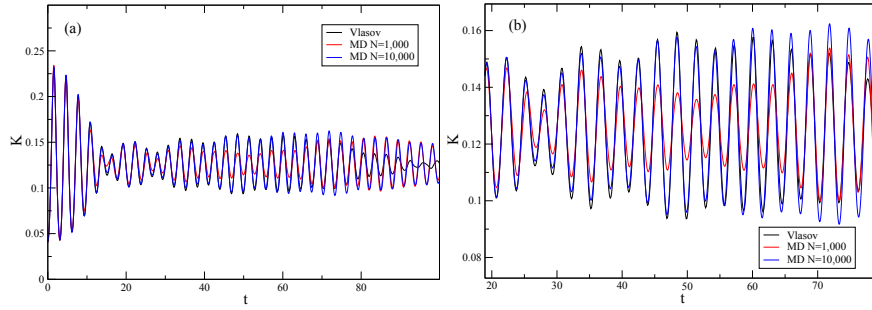 (a)
Vlasov
MD N=1,000
MD N=10,000
0.25
0.2
0.15
0.1
0.05
0
K
0
20
40
60
80
t
(b)
0.16
0.14
0.12
0.1
0.08
K
Vlasov
MD N=1,000
MD N=10,000
20
30
40
50
60
70
t